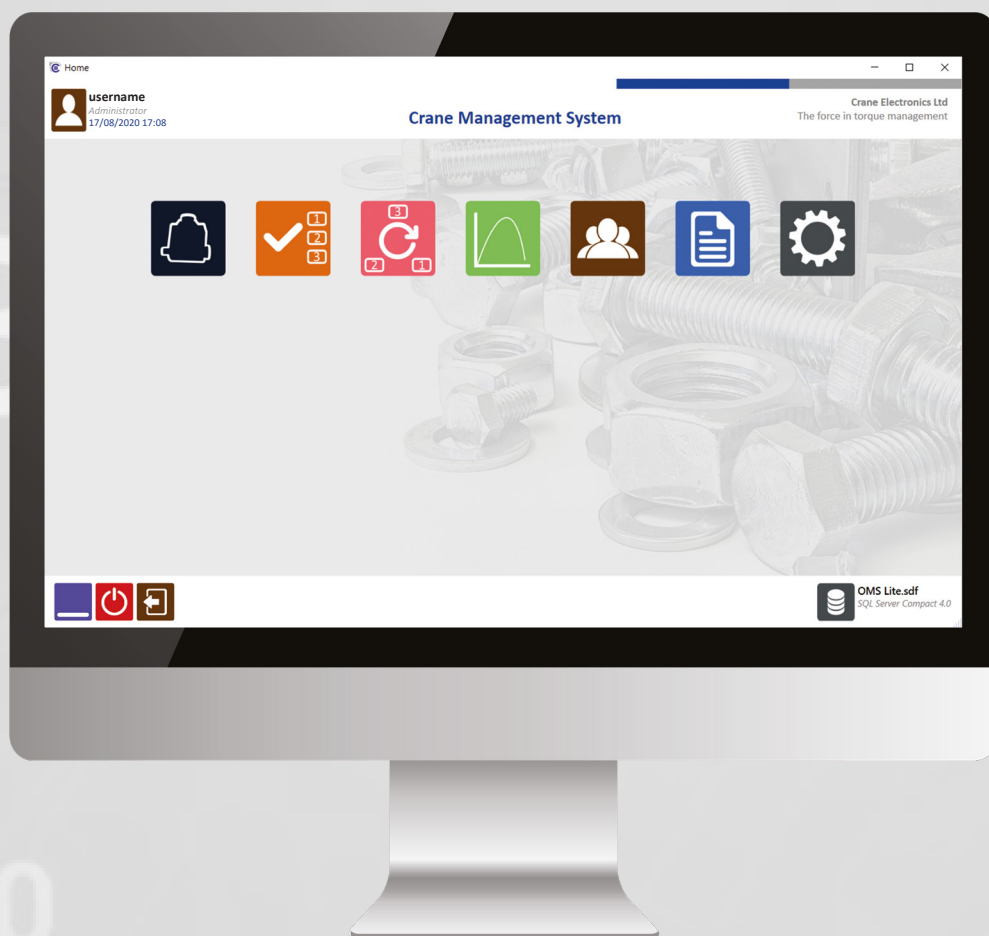 Home
username
Administrator
17/08/2020 17:08
Crane Management System
Crane Electronics Ltd
The force in torque management
1
2
3
3
2
1
OMS Lite.sdf
SQL Server Compact 4.0